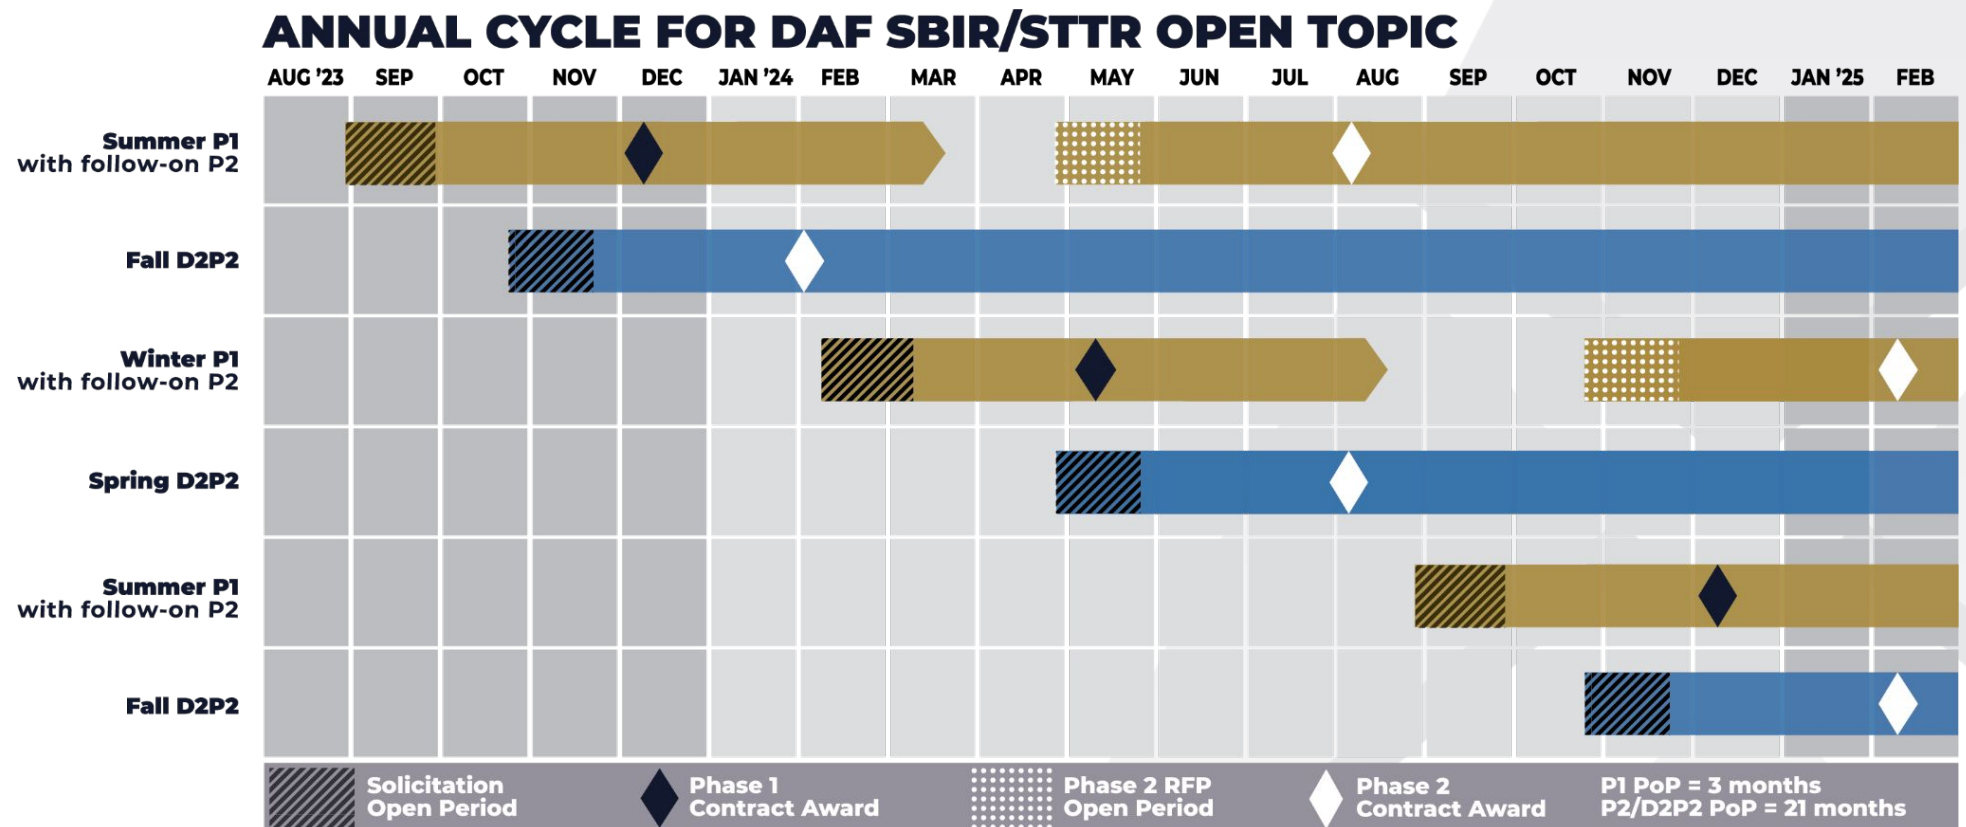 ANNUAL CYCLE FOR DAF SBIR/STTR OPEN TOPIC
AUG '23 SEP OCT NOV DEC JAN '24 FEB MAR APR MAY JUN JUL AUG SEP OCT NOV DEC JAN '25 FEB
Summer P1
with follow-on P2
Fall D2P2
Winter P1
with follow-on P2
Spring D2P2
Summer P1
with follow-on P2
Fall D2P2
Solicitation
Open Period
Phase 1
Contract Award
Phase 2 RFP
Open Period
Phase 2
Contract Award
P1 PoP = 3 months
P2/D2P2 PoP = 21 months